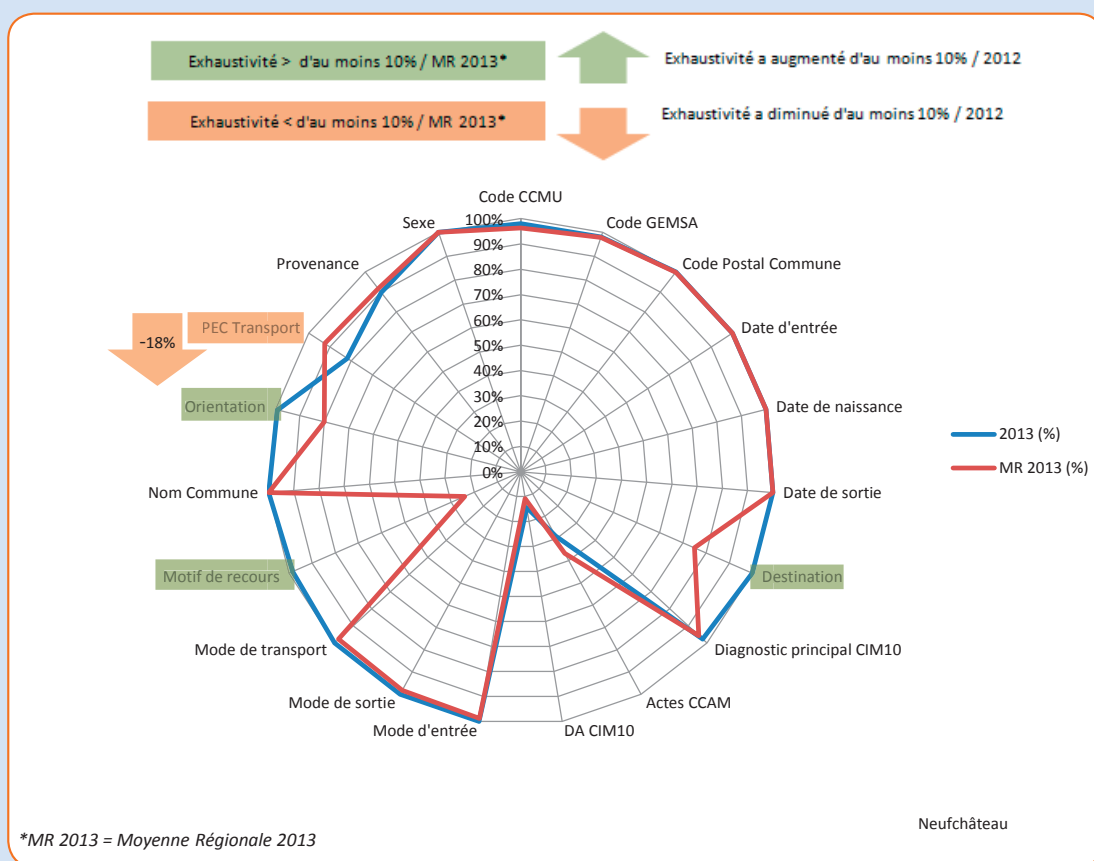 Exhaustivité > d'au moins 10% / MR 2013*
Exhaustivité a augmenté d'au moins 10% / 2012
Exhaustivité < d'au moins 10% / MR 2013*
Exhaustivité a diminué d'au moins 10% / 2012
Code CCMU
Code GEMSA
Code Postal Commune
Date d'entrée
Date de naissance
Date de sortie
Destination
Diagnostic principal CIM10
Actes CCAM
DA CIM10
Mode d'entrée
Mode de sortie
Mode de transport
Motif de recours
Nom Commune
Orientation
PEC Transport
-18%
Provenance
Sexe
100%
90%
80%
70%
60%
50%
40%
30%
20%
10%
0%
2013 (%)
MR 2013 (%)
Neufchâteau
*MR 2013 = Moyenne Régionale 2013